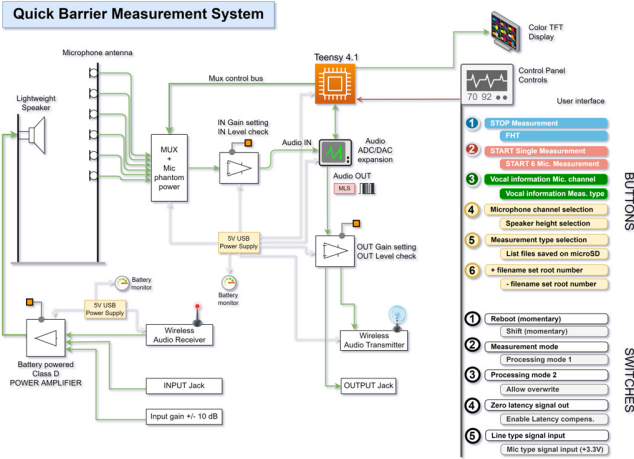 Quick Barrier Measurement System
Microphone antenna
Lightweight
Speaker
Mux control bus
Teensy 4.1
Color TFT
Display
Control Panel
Controls
70 92
User interface
IN Gain setting
IN Level check
MUX
+
Mic
phantom
power
Audio IN
Audio
ADC/DAC
expansion
Audio OUT
MLS
5V USB
Power Supply
OUT Gain setting
OUT Level check
Battery
monitor
Battery
monitor
5V USB
Power Supply
Wireless
Audio Receiver
Wireless
Audio Transmitter
Battery powered
Class D
POWER AMPLIFIER
INPUT Jack
OUTPUT Jack
Input gain +/- 10 dB
BUTTONS
1 STOP Measurement
FHT
2 START Single Measurement
START 6 Mic. Measurement
3 Vocal information Mic. channel
Vocal information Meas. type
4 Microphone channel selection
Speaker height selection
5 Measurement type selection
List files saved on microSD
6 + filename set root number
- filename set root number
SWITCHES
1 Reboot (momentary)
Shift (momentary)
2 Measurement mode
Processing mode 1
3 Processing mode 2
Allow overwrite
4 Zero latency signal out
Enable Latency compens.
5 Line type signal input
Mic type signal input (+3.3V)